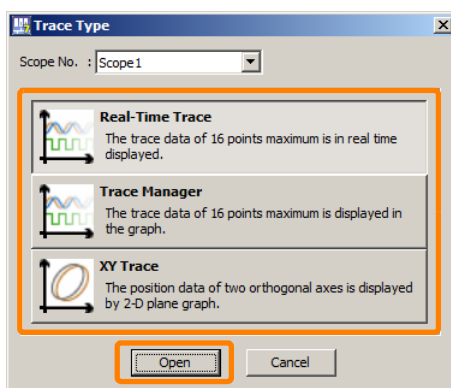 Trace Type
Scope No. : Scope1
Real-Time Trace
The trace data of 16 points maximum is in real time
displayed.
Trace Manager
The trace data of 16 points maximum is displayed in
the graph.
XY Trace
The position data of two orthogonal axes is displayed
by 2-D plane graph.
Open Cancel